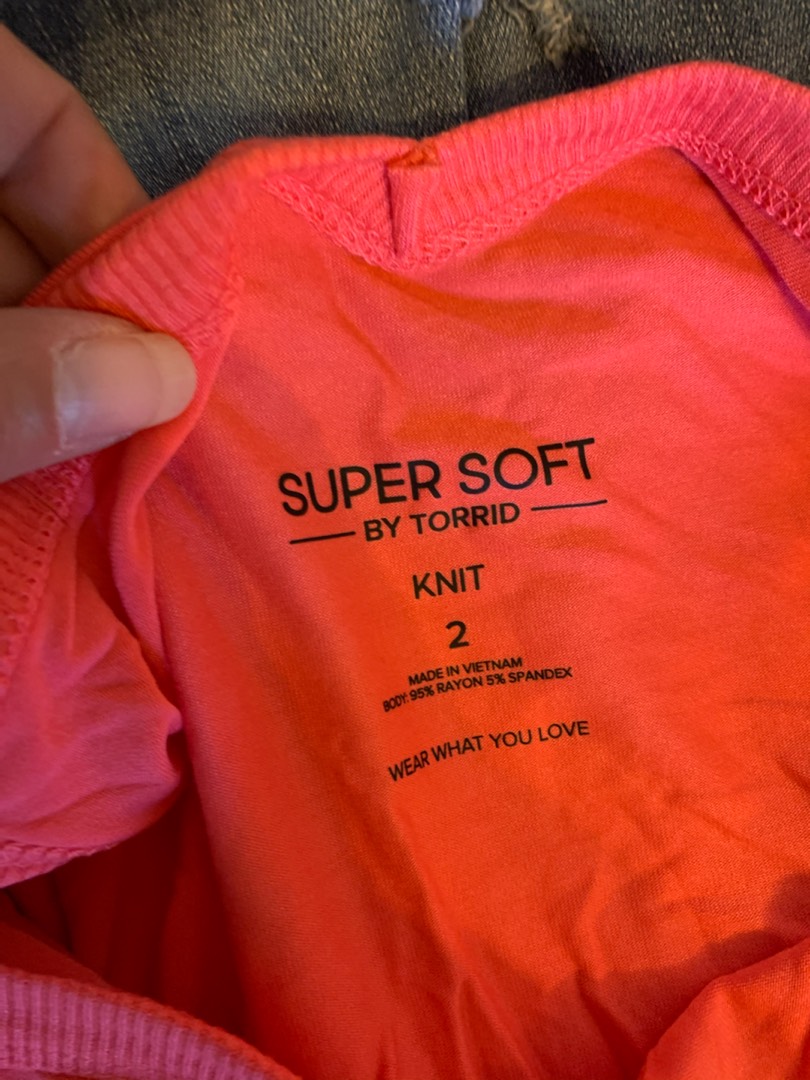 SUPER SOFT
BY TORRID
KNIT
2
MADE IN VIETNAM
BODY: 95% RAYON 5% SPANDEX
WEAR WHAT YOU LOVE